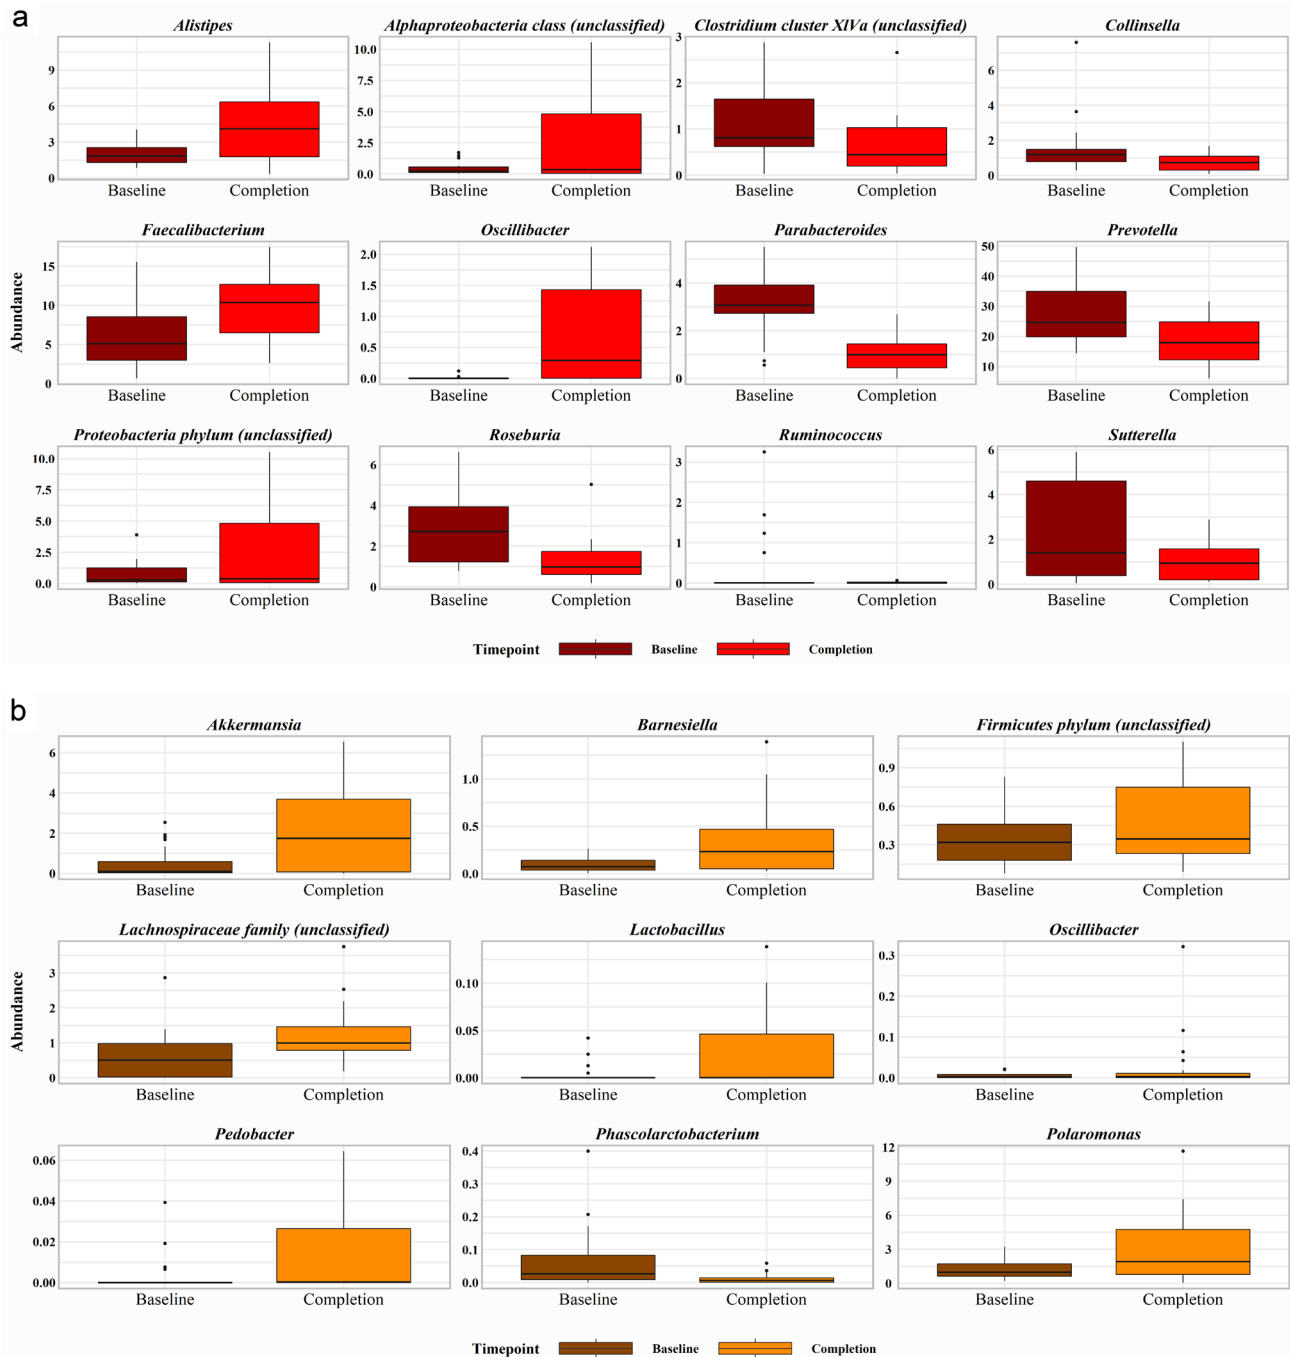 a
Alistipes
Alphaproteobacteria class (unclassified)
Clostridium cluster XlVa (unclassified)
Collinsella
9
6
3
0
10.0
7.5
5.0
2.5
0.0
3
2
1
0
6
4
2
0
Baseline Completion
Baseline Completion
Baseline Completion
Baseline Completion
Abundance
Faecalibacterium
Oscillibacter
Parabacteroides
Prevotella
15
10
5
0
2.0
1.5
1.0
0.5
0.0
4
2
0
50
40
30
20
10
Baseline Completion
Baseline Completion
Baseline Completion
Baseline Completion
Proteobacteria phylum (unclassified)
Roseburia
Ruminococcus
Sutterella
10.0
7.5
5.0
2.5
0.0
6
4
2
0
3
2
1
0
6
4
2
0
Baseline Completion
Baseline Completion
Baseline Completion
Baseline Completion
Timepoint Baseline Completion
b
Akkermansia
Barnesiella
Firmicutes phylum (unclassified)
6
4
2
0
1.0
0.5
0.0
0.9
0.6
0.3
Baseline Completion
Baseline Completion
Baseline Completion
Abundance
Lachnospiraceae family (unclassified)
Lactobacillus
Oscillibacter
3
2
1
0
0.10
0.05
0.00
0.3
0.2
0.1
0.0
Baseline Completion
Baseline Completion
Baseline Completion
Pedobacter
Phascolarctobacterium
Polaromonas
0.06
0.04
0.02
0.00
0.4
0.3
0.2
0.1
0.0
12
9
6
3
0
Baseline Completion
Baseline Completion
Baseline Completion
Timepoint Baseline Completion